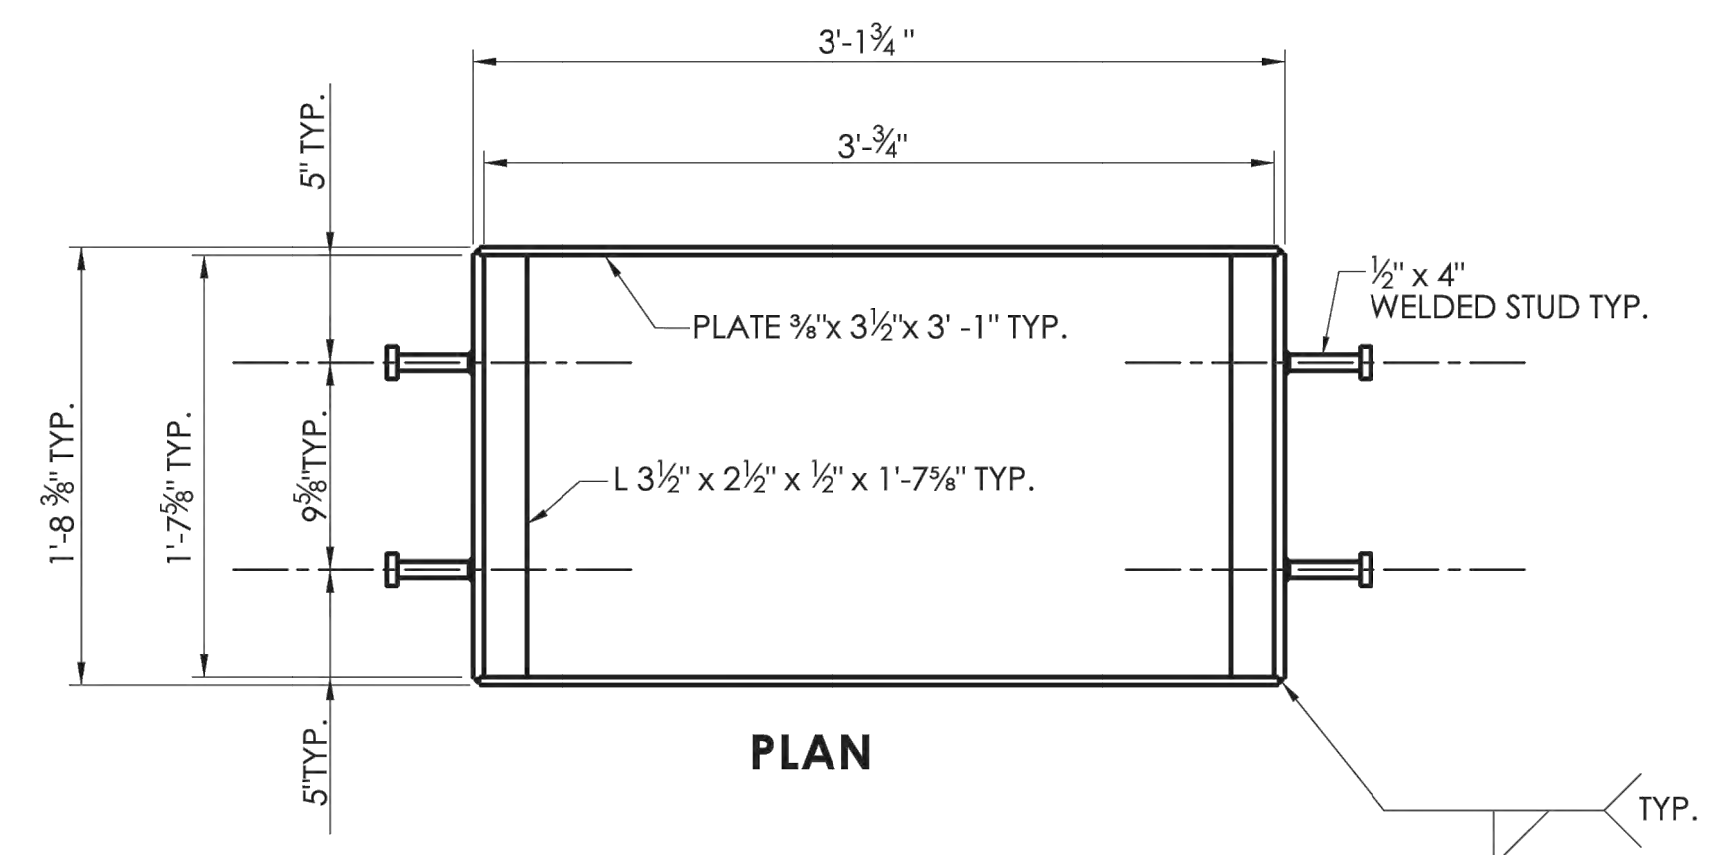 3'-1¾"
3'-¾"
5" TYP.
½" x 4"
WELDED STUD TYP.
PLATE ⅜"x 3½"x 3' -1" TYP.
1'-8 ⅜" TYP.
1'-7⅝" TYP.
9⅝"TYP.
L 3½" x 2½" x ½" x 1'-7⅝" TYP.
5"TYP.
PLAN
TYP.